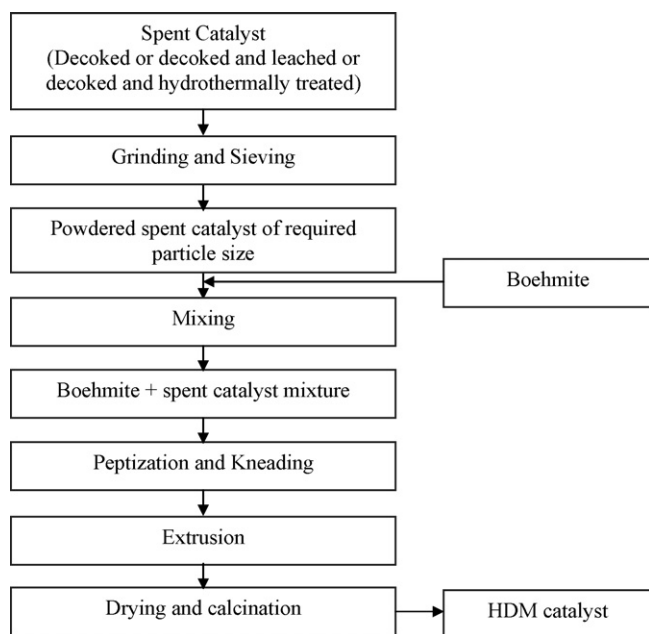 Spent Catalyst
(Decoked or decoked and leached or
decoked and hydrothermally treated)
Grinding and Sieving
Powdered spent catalyst of required
particle size
Boehmite
Mixing
Boehmite + spent catalyst mixture
Peptization and Kneading
Extrusion
Drying and calcination
HDM catalyst